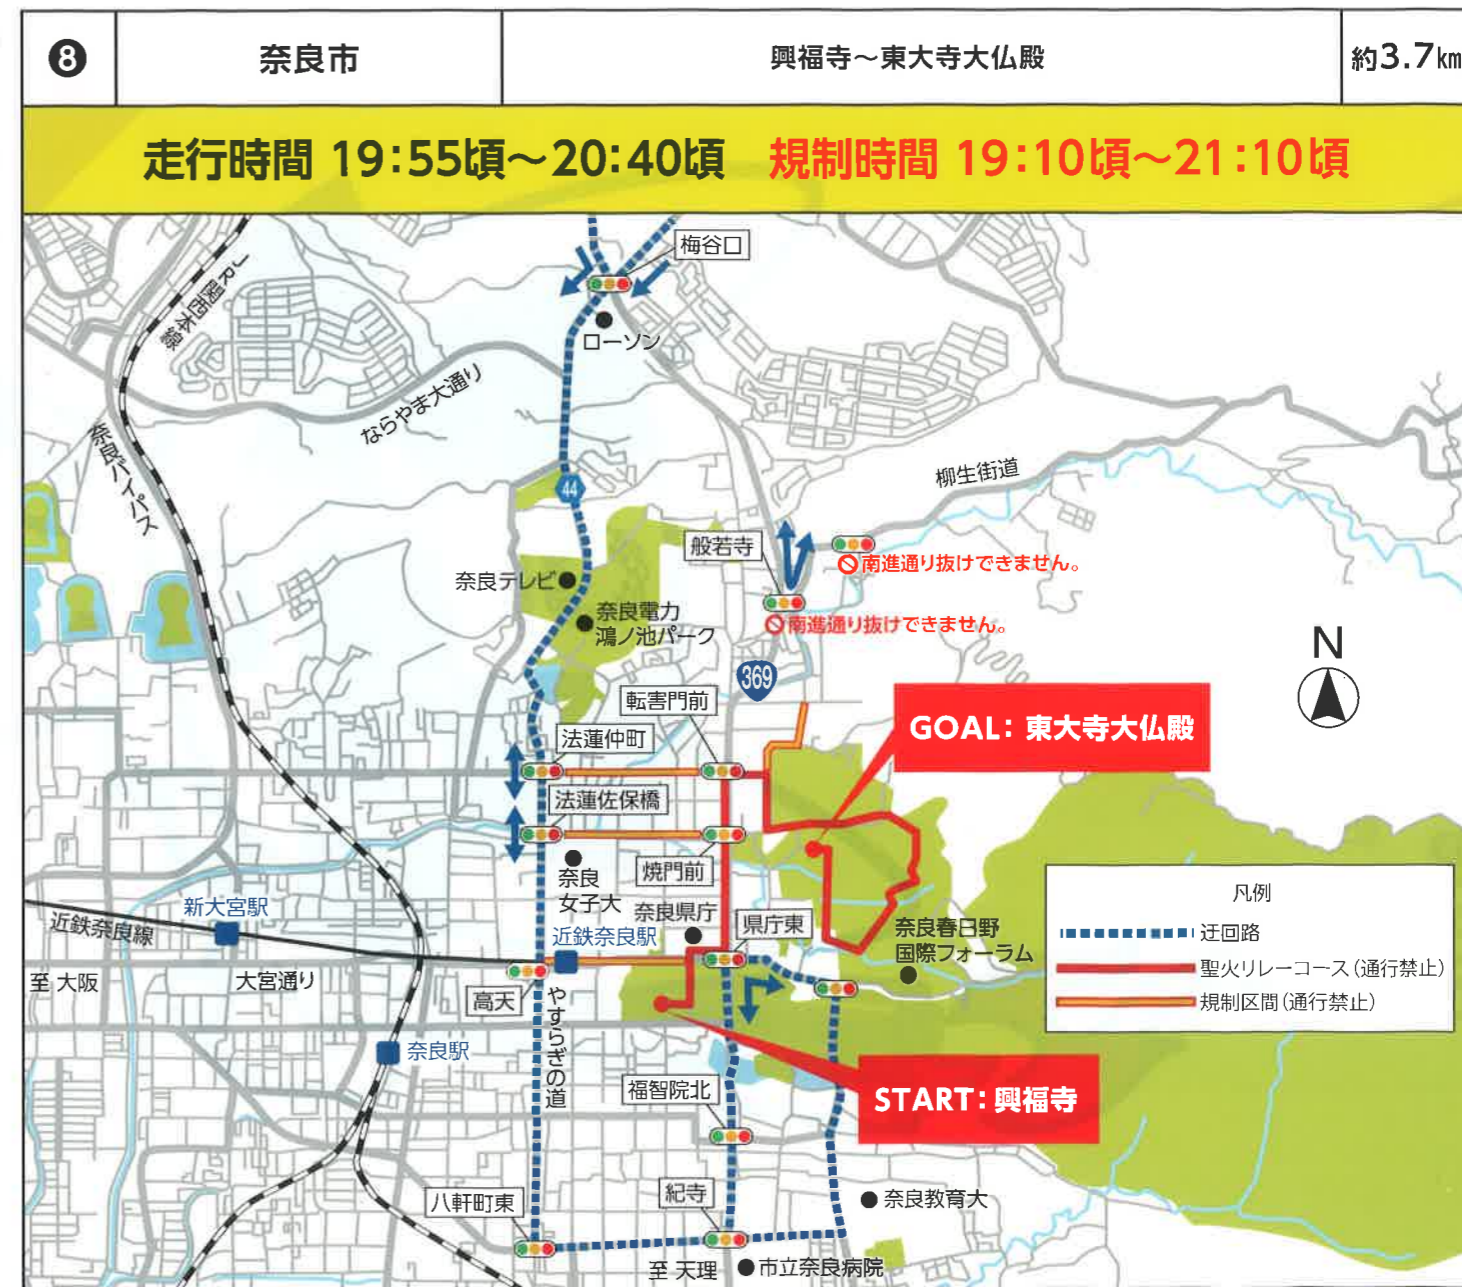 8
奈良市
興福寺～東大寺大仏殿
約3.7km
走行時間 19:55頃～20:40頃
規制時間 19:10頃～21:10頃
梅谷口
ローソン
JR関西本線
ならやま大通り
奈良バイパス
44
柳生街道
般若寺
南進通り抜けできません。
南進通り抜けできません。
奈良テレビ
奈良電力
鴻ノ池パーク
369
N
転害門前
GOAL：東大寺大仏殿
法蓮仲町
法蓮佐保橋
焼門前
奈良
女子大
奈良県庁
県庁東
新大宮駅
近鉄奈良線
近鉄奈良駅
奈良春日野
国際フォーラム
凡例
迂回路
聖火リレーコース（通行禁止）
規制区間（通行禁止）
至 大阪
大宮通り
高天
やすらぎの道
奈良駅
START：興福寺
福智院北
八軒町東
紀寺
奈良教育大
至 天理
市立奈良病院